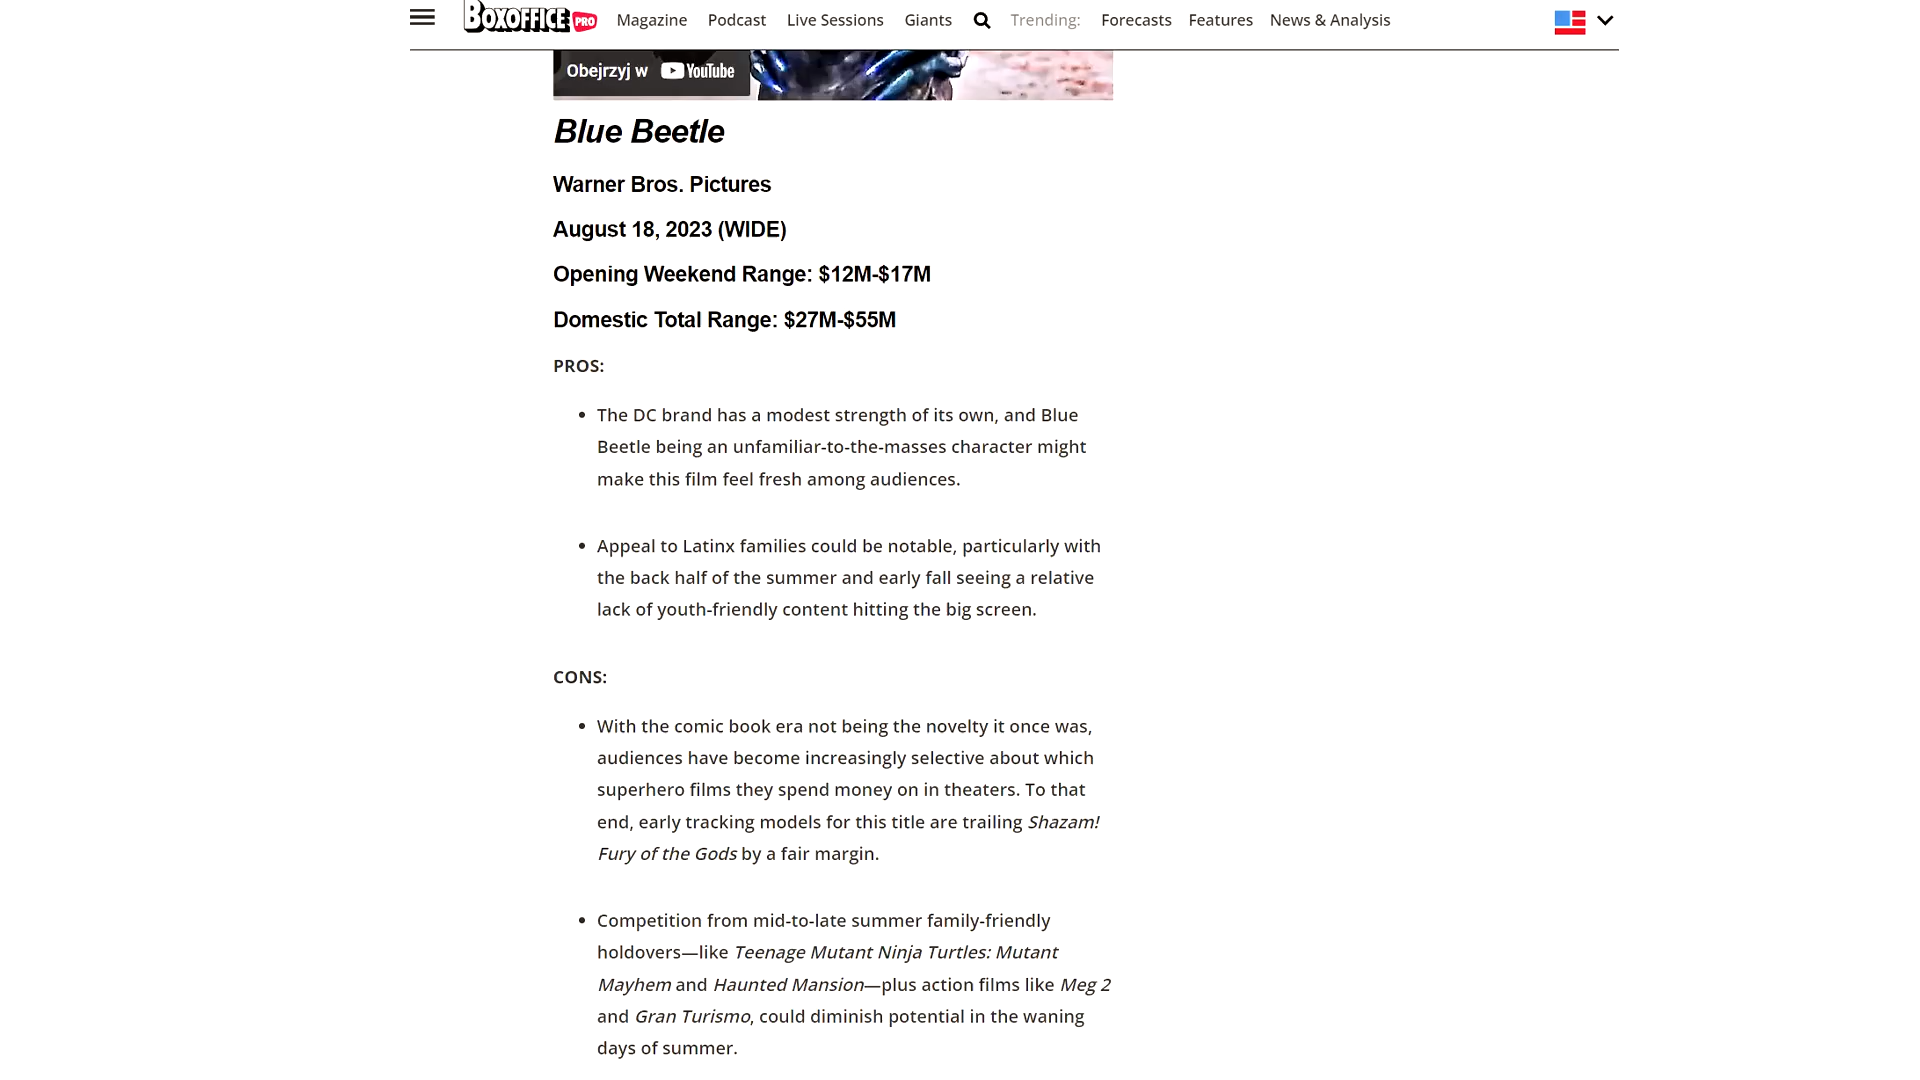 BOXOFFICE PRO Magazine Podcast Live Sessions Giants Trending: Forecasts Features News & Analysis
Obejrzyj w YouTube
Blue Beetle
Warner Bros. Pictures
August 18, 2023 (WIDE)
Opening Weekend Range: $12M-$17M
Domestic Total Range: $27M-$55M
PROS:
• The DC brand has a modest strength of its own, and Blue
Beetle being an unfamiliar-to-the-masses character might
make this film feel fresh among audiences.
• Appeal to Latinx families could be notable, particularly with
the back half of the summer and early fall seeing a relative
lack of youth-friendly content hitting the big screen.
CONS:
• With the comic book era not being the novelty it once was,
audiences have become increasingly selective about which
superhero films they spend money on in theaters. To that
end, early tracking models for this title are trailing Shazam!
Fury of the Gods by a fair margin.
• Competition from mid-to-late summer family-friendly
holdovers—like Teenage Mutant Ninja Turtles: Mutant
Mayhem and Haunted Mansion—plus action films like Meg 2
and Gran Turismo, could diminish potential in the waning
days of summer.